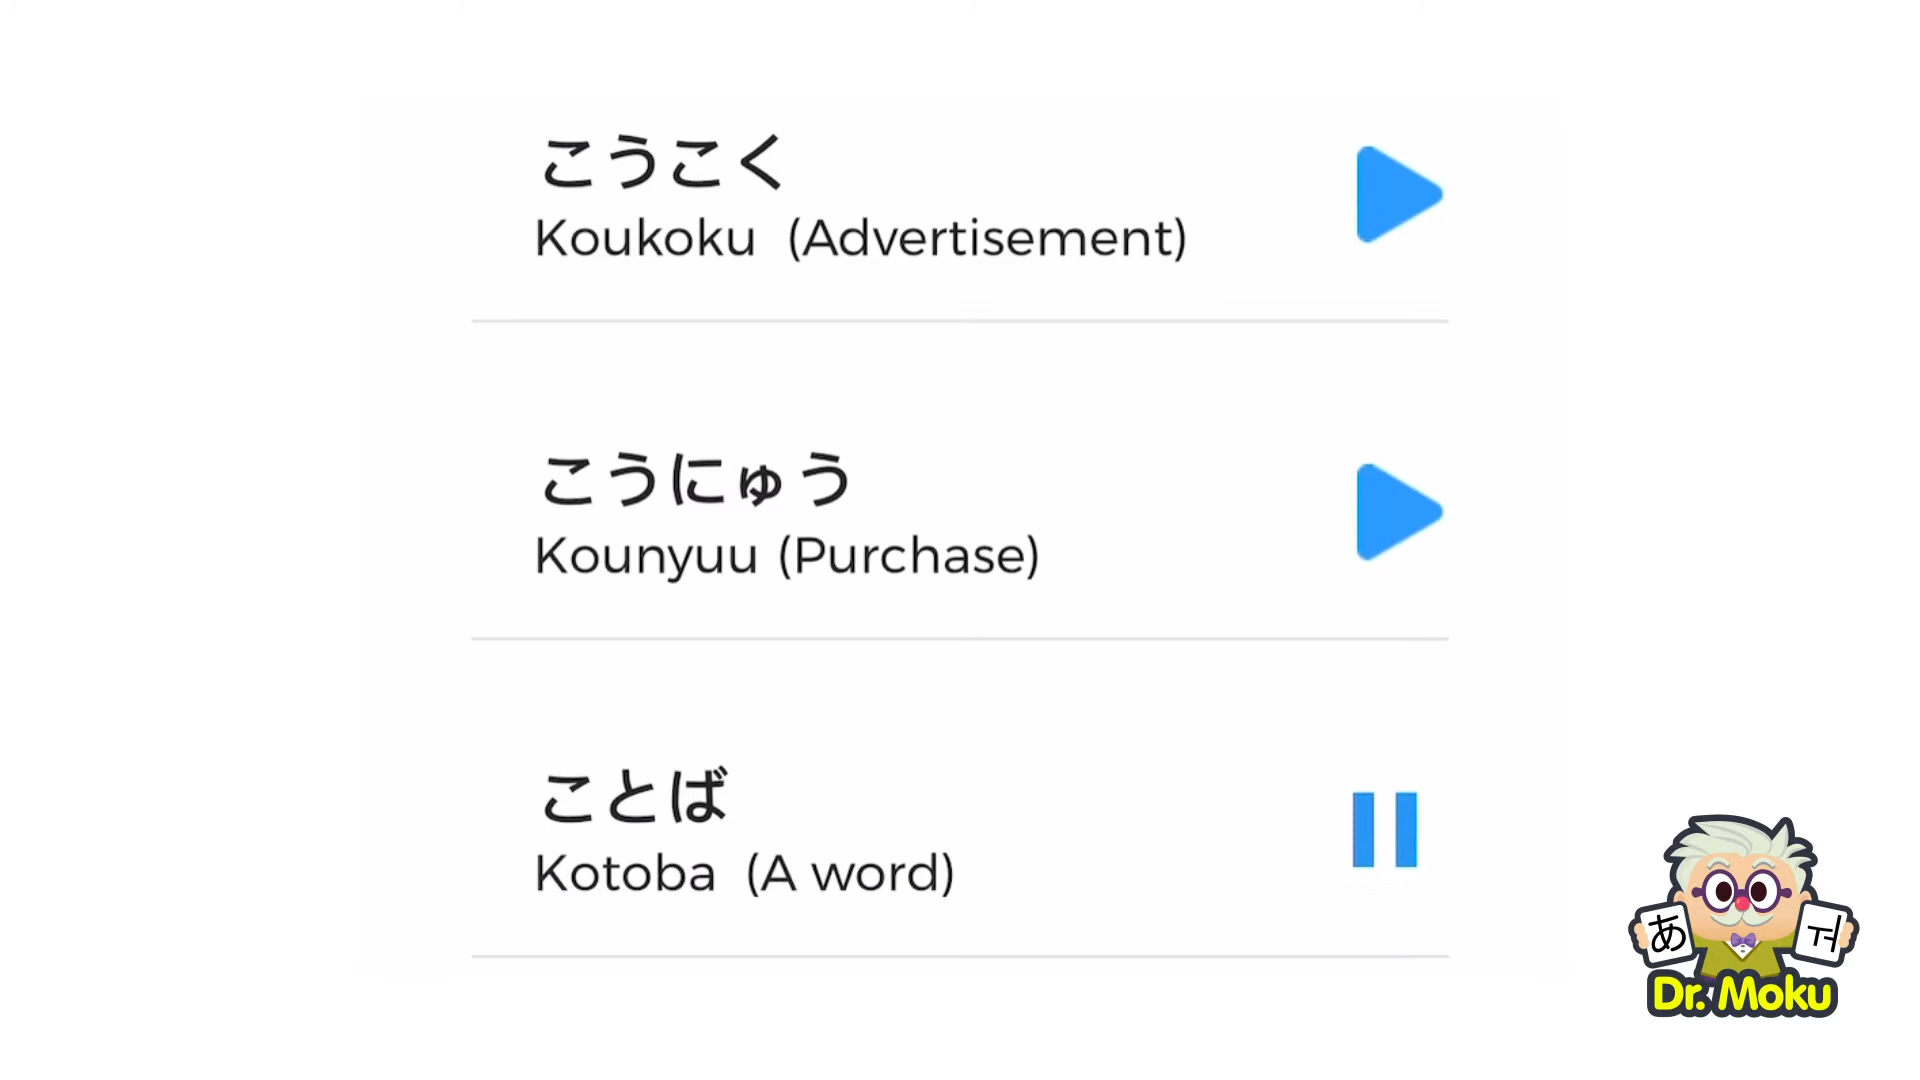 こうこく
Koukoku (Advertisement)
こうにゅう
Kounyuu (Purchase)
ことば
Kotoba (A word)
あ
Dr. Moku